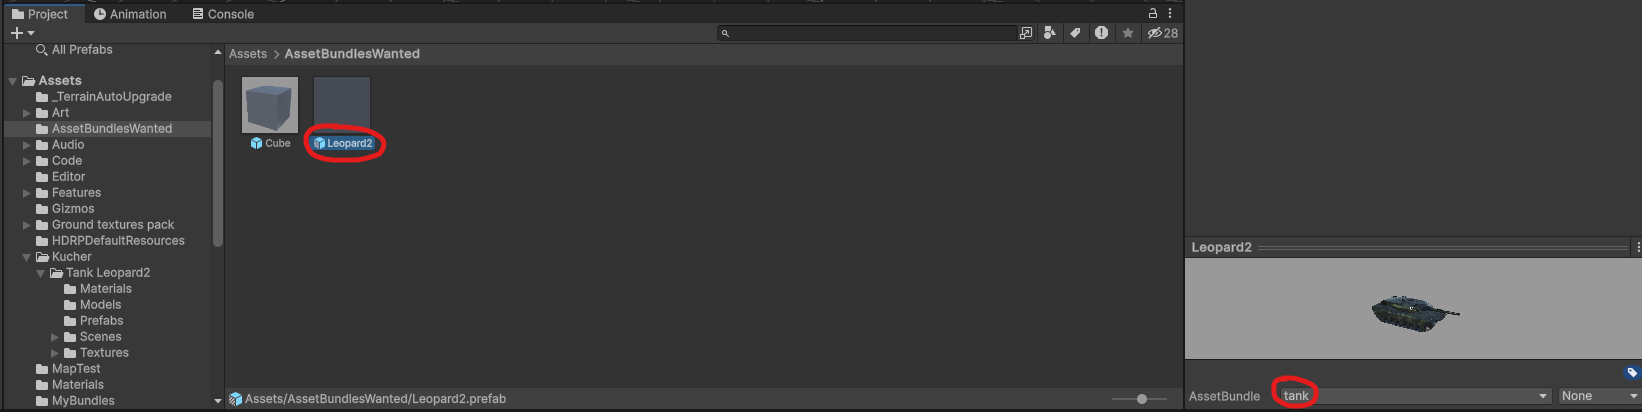 Project
Animation
Console
28
All Prefabs
Assets
_TerrainAutoUpgrade
Art
AssetBundlesWanted
Audio
Code
Editor
Features
Gizmos
Ground textures pack
HDRPDefaultResources
Kucher
Tank Leopard2
Materials
Models
Prefabs
Scenes
Textures
MapTest
Materials
MyBundles
Assets > AssetBundlesWanted
Cube
Leopard2
Assets/AssetBundlesWanted/Leopard2.prefab
Leopard2
AssetBundle
tank
None